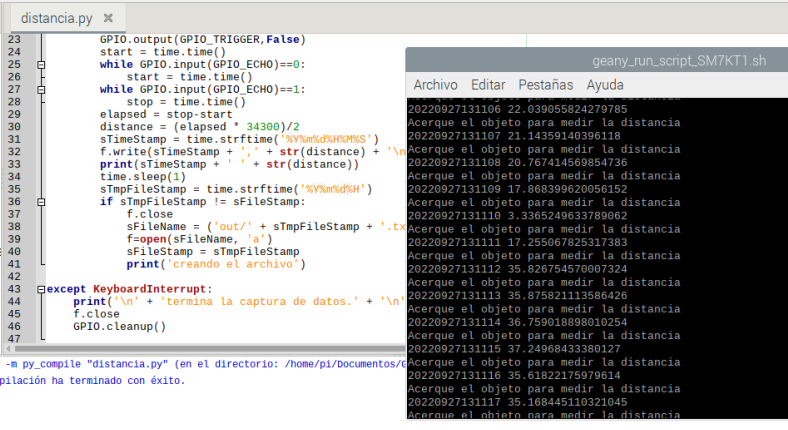 distancia.py
23 GPIO.output(GPIO_TRIGGER,False)
24 start = time.time()
25 while GPIO.input(GPIO_ECHO)==0:
26 start = time.time()
27 while GPIO.input(GPIO_ECHO)==1:
28 stop = time.time()
29 elapsed = stop-start
30 distance = (elapsed * 34300)/2
31 sTimeStamp = time.strftime('%Y%m%d%H%M%S')
32 f.write(sTimeStamp + ',' + str(distance) + '\n
33 print(sTimeStamp + ' ' + str(distance))
34 time.sleep(1)
35 sTmpFileStamp = time.strftime('%Y%m%d%H')
36 if sTmpFileStamp != sFileStamp:
37 f.close
38 sFileName = ('out/' + sTmpFileStamp + '.tx
39 f=open(sFileName, 'a')
40 sFileStamp = sTmpFileStamp
41 print('creando el archivo')
42
43 except KeyboardInterrupt:
44 print('\n' + 'termina la captura de datos.' + '\n'
45 f.close
46 GPIO.cleanup()
47
-m py_compile "distancia.py" (en el directorio: /home/pi/Documentos/G
pilación ha terminado con éxito.
geany_run_script_SM7KT1.sh
Archivo Editar Pestañas Ayuda
Acerque el objeto para medir la distancia
20220927131106 22.039055824279785
Acerque el objeto para medir la distancia
20220927131107 21.14359140396118
Acerque el objeto para medir la distancia
20220927131108 20.767414569854736
Acerque el objeto para medir la distancia
20220927131109 17.868399620056152
Acerque el objeto para medir la distancia
20220927131110 3.3365249633789062
Acerque el objeto para medir la distancia
20220927131111 17.255067825317383
Acerque el objeto para medir la distancia
20220927131112 35.826754570007324
Acerque el objeto para medir la distancia
20220927131113 35.875821113586426
Acerque el objeto para medir la distancia
20220927131114 36.759018898010254
Acerque el objeto para medir la distancia
20220927131115 37.24968433380127
Acerque el objeto para medir la distancia
20220927131116 35.61822175979614
Acerque el objeto para medir la distancia
20220927131117 35.168445110321045
Acerque el objeto para medir la distancia